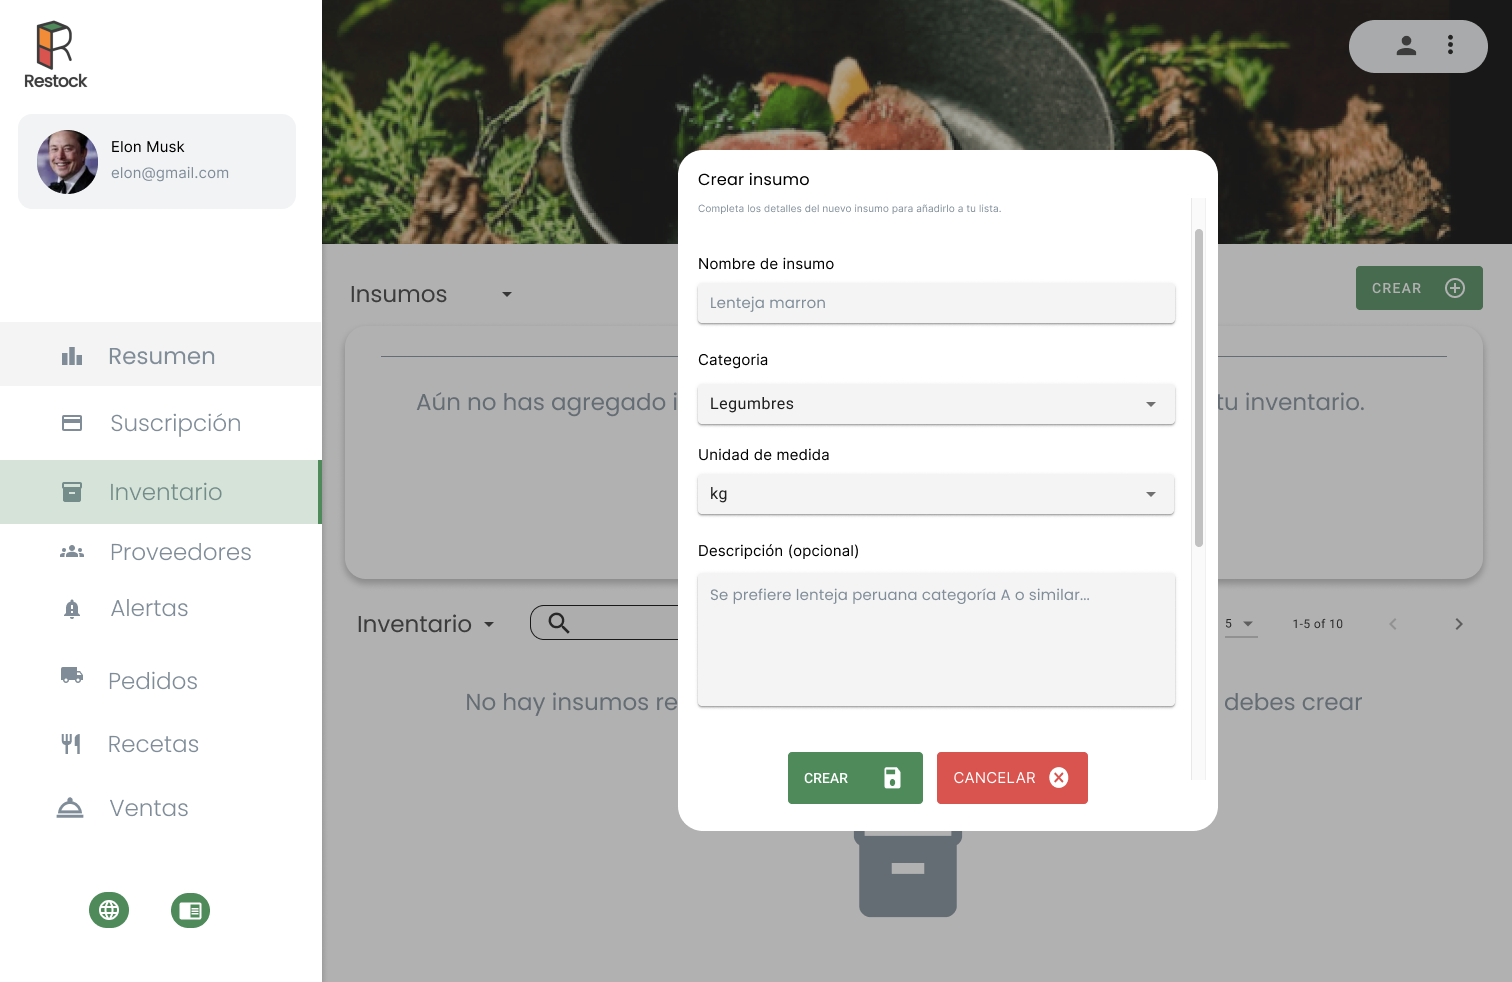 Restock
Elon Musk
elon@gmail.com
Resumen
Suscripción
Inventario
Proveedores
Alertas
Pedidos
Recetas
Ventas
Insumos
CREAR
Aún no has agregado i
tu inventario.
Inventario
5
1-5 of 10
No hay insumos re
debes crear
Crear insumo
Completa los detalles del nuevo insumo para añadirlo a tu lista.
Nombre de insumo
Lenteja marron
Categoria
Legumbres
Unidad de medida
kg
Descripción (opcional)
Se prefiere lenteja peruana categoría A o similar...
CREAR
CANCELAR